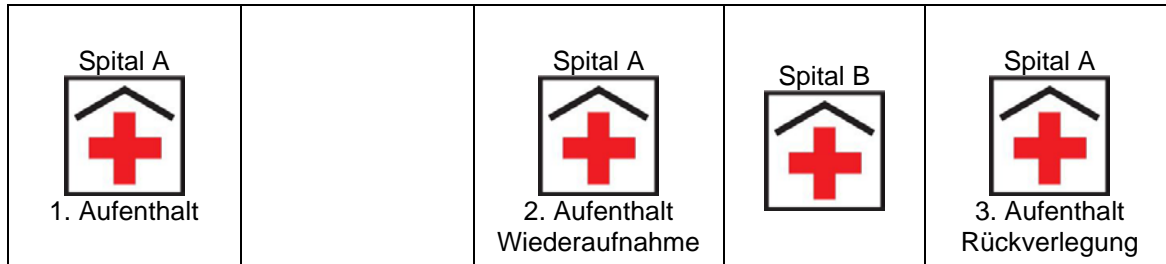 Spital A
1. Aufenthalt
Spital A
2. Aufenthalt
Wiederaufnahme
Spital B
Spital A
3. Aufenthalt
Rückverlegung